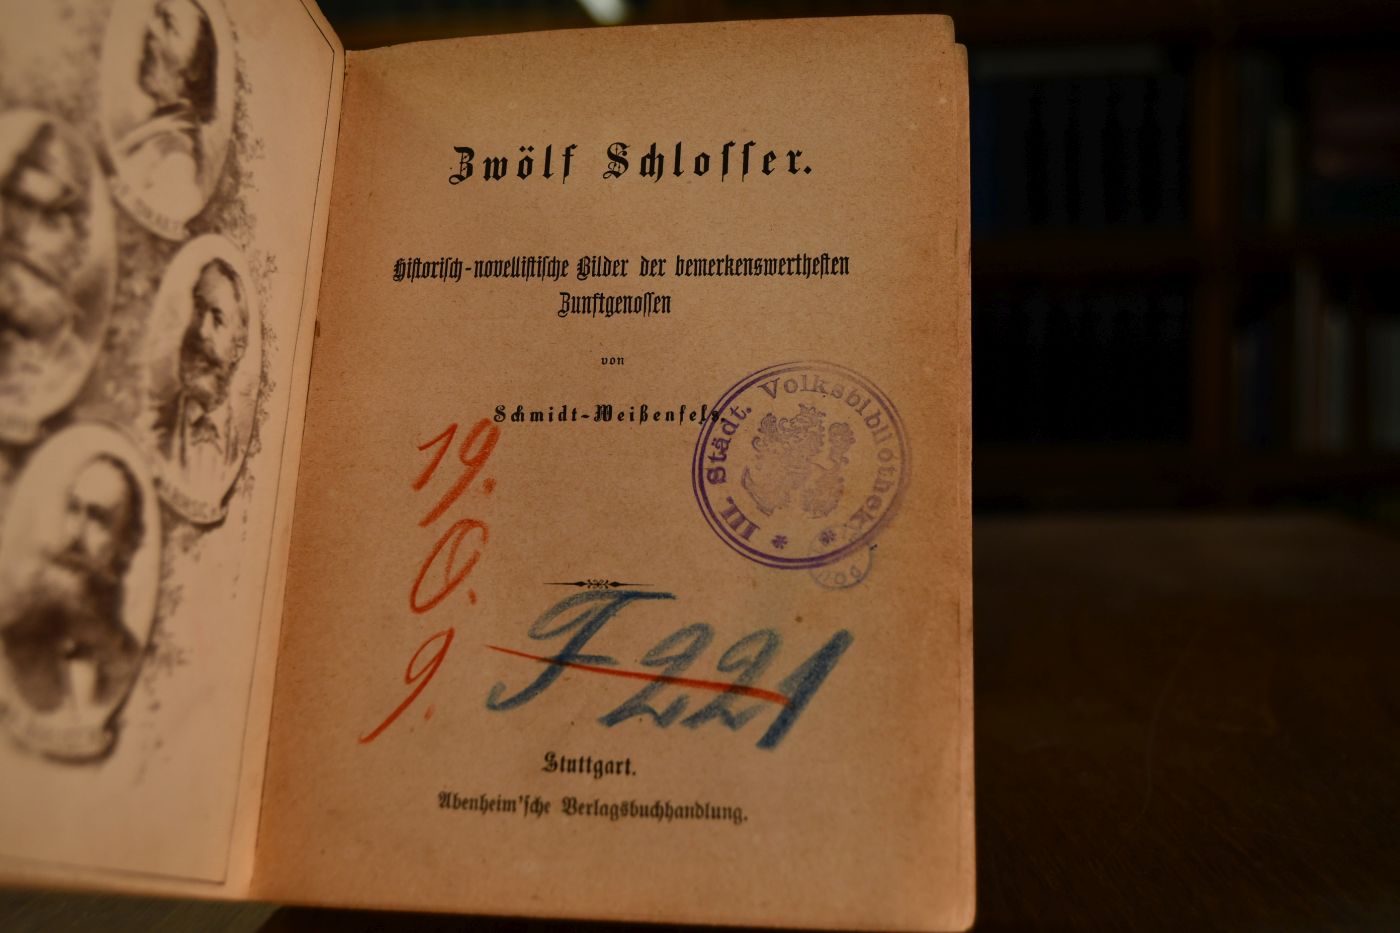 Zwölf Schlosser.
Historisch-novellistische Bilder der bemerkenswerthesten
Zunftgenossen
von
Schmidt-Weißenfels.
III. Städt. Volksbibliothek
19.
O.
9.
F 221
Stuttgart.
Abenheim'sche Verlagsbuchhandlung.